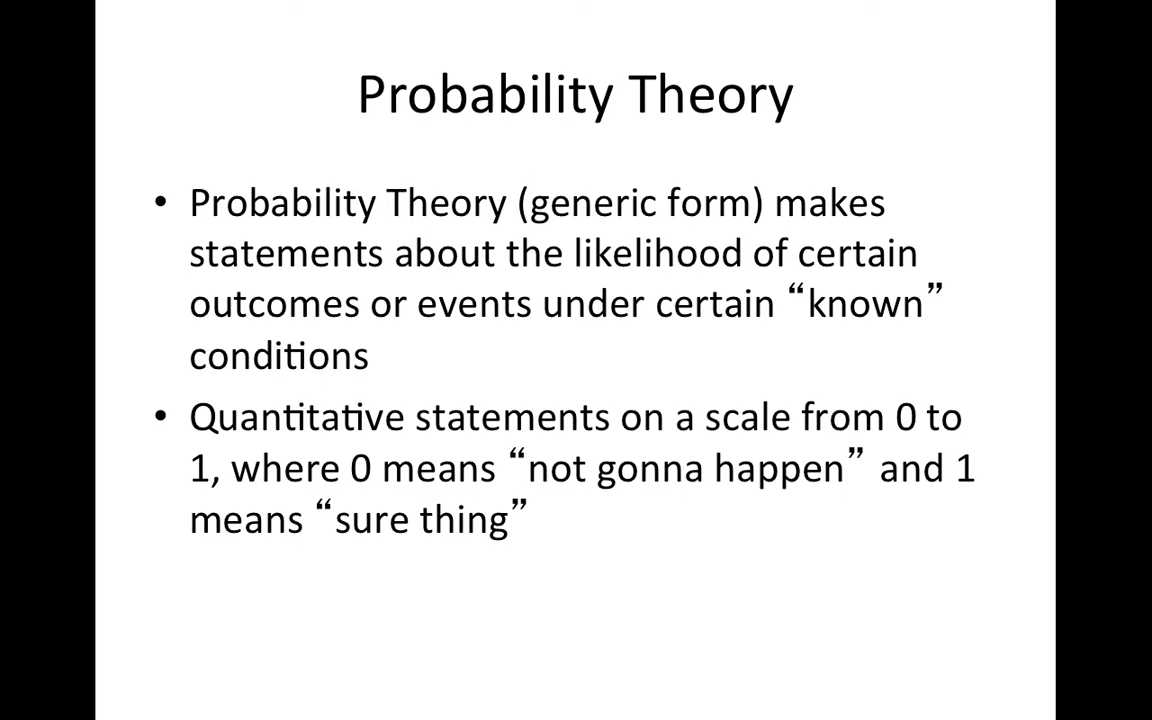 Probability Theory
• Probability Theory (generic form) makes
statements about the likelihood of certain
outcomes or events under certain “known”
conditions
• Quantitative statements on a scale from 0 to
1, where 0 means “not gonna happen” and 1
means “sure thing”